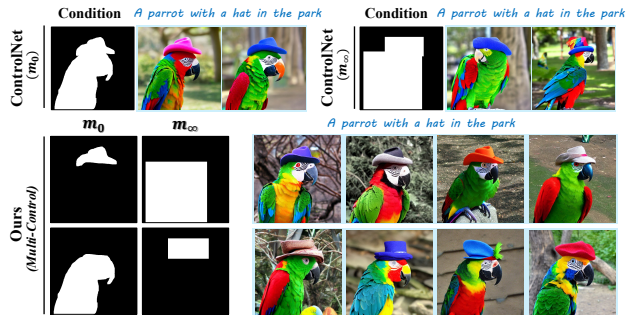 Condition A parrot with a hat in the park
ControlNet
(m₀)
Condition A parrot with a hat in the park
ControlNet
(m∞)
m₀ m∞
A parrot with a hat in the park
Ours
(Multi-Control)